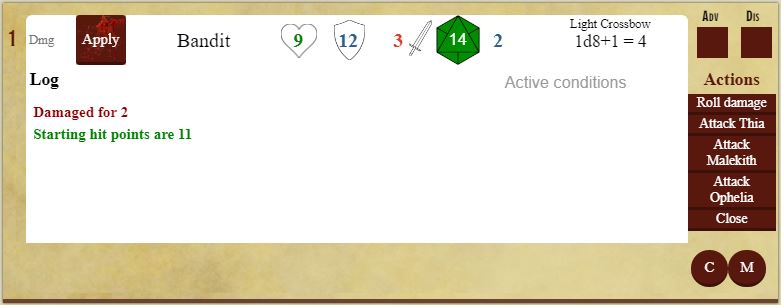 1
Dmg
Apply
Bandit
9
12
3
14
2
Light Crossbow
1d8+1 = 4
Adv
Dis
Log
Active conditions
Damaged for 2
Starting hit points are 11
Actions
Roll damage
Attack Thia
Attack
Malekith
Attack
Ophelia
Close
C
M